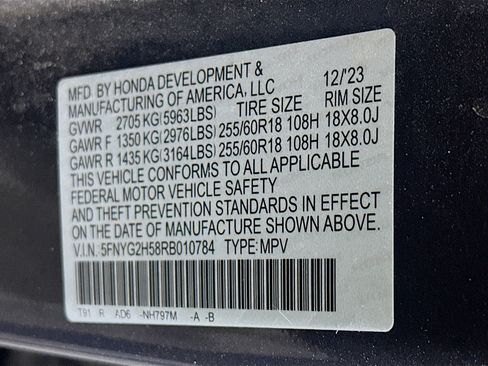 MFD. BY HONDA DEVELOPMENT & 12/'23
MANUFACTURING OF AMERICA, LLC
GVWR 2705 KG (5963LBS) TIRE SIZE RIM SIZE
GAWR F 1350 KG (2976LBS) 255/60R18 108H 18X8.0J
GAWR R 1435 KG (3164LBS) 255/60R18 108H 18X8.0J
THIS VEHICLE CONFORMS TO ALL APPLICABLE
FEDERAL MOTOR VEHICLE SAFETY
AND THEFT PREVENTION STANDARDS IN EFFECT
ON THE DATE OF MANUFACTURE SHOWN ABOVE.
V.I.N. 5FNYG2H58RB010784 TYPE: MPV
T91 R AD6 -NH797M -A -B